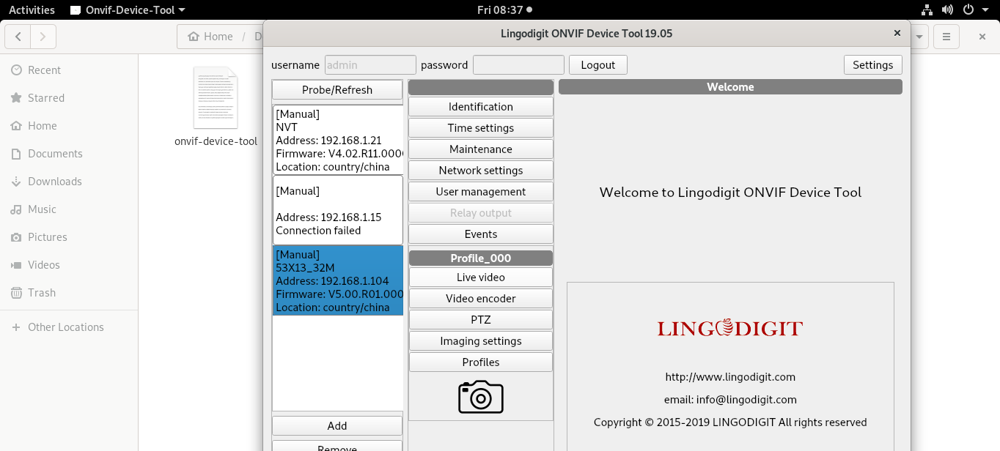 Activities
Onvif-Device-Tool
Fri 08:37
Lingodigit ONVIF Device Tool 19.05
Home / D
Recent
Starred
Home
Documents
Downloads
Music
Pictures
Videos
Trash
Other Locations
onvif-device-tool
username admin password Logout Settings
Probe/Refresh
[Manual]
NVT
Address: 192.168.1.21
Firmware: V4.02.R11.000
Location: country/china
[Manual]
Address: 192.168.1.15
Connection failed
[Manual]
53X13_32M
Address: 192.168.1.104
Firmware: V5.00.R01.000
Location: country/china
Add
Remove
Identification
Time settings
Maintenance
Network settings
User management
Relay output
Events
Profile_000
Live video
Video encoder
PTZ
Imaging settings
Profiles
Welcome
Welcome to Lingodigit ONVIF Device Tool
LINGODIGIT
http://www.lingodigit.com
email: info@lingodigit.com
Copyright © 2015-2019 LINGODIGIT All rights reserved